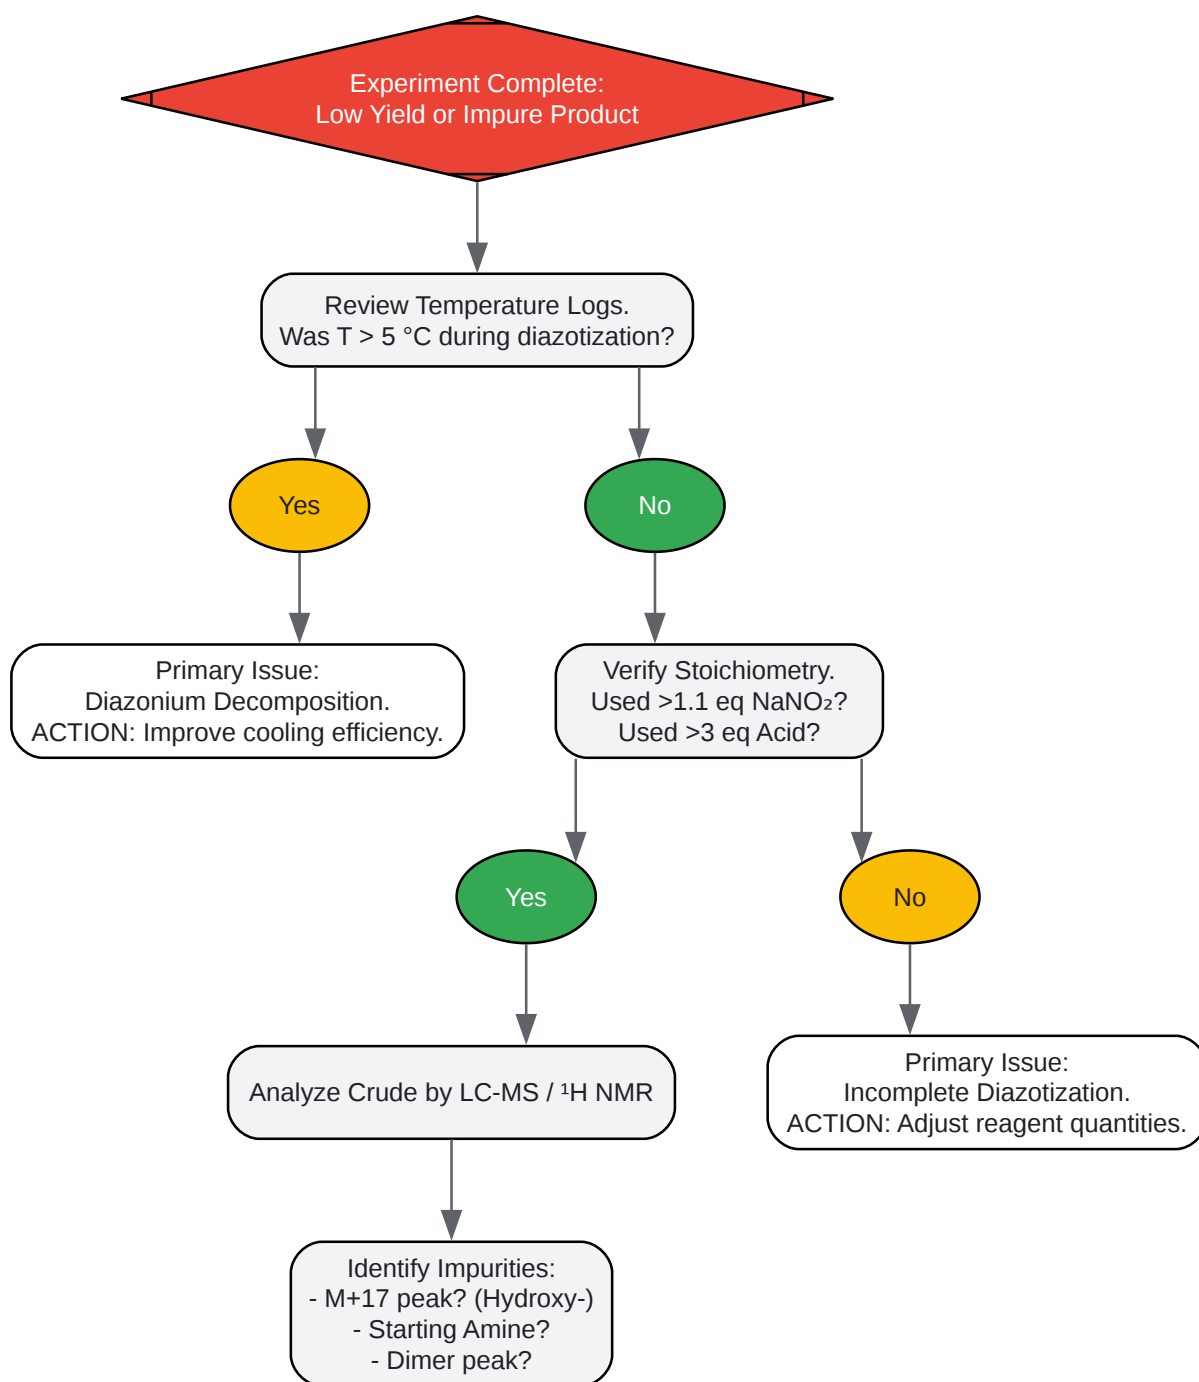 Experiment Complete:
Low Yield or Impure Product
Review Temperature Logs.
Was T > 5 °C during diazotization?
Yes
No
Primary Issue:
Diazonium Decomposition.
ACTION: Improve cooling efficiency.
Verify Stoichiometry.
Used >1.1 eq NaNO₂?
Used >3 eq Acid?
Yes
No
Analyze Crude by LC-MS / ¹H NMR
Primary Issue:
Incomplete Diazotization.
ACTION: Adjust reagent quantities.
Identify Impurities:
- M+17 peak? (Hydroxy-)
- Starting Amine?
- Dimer peak?